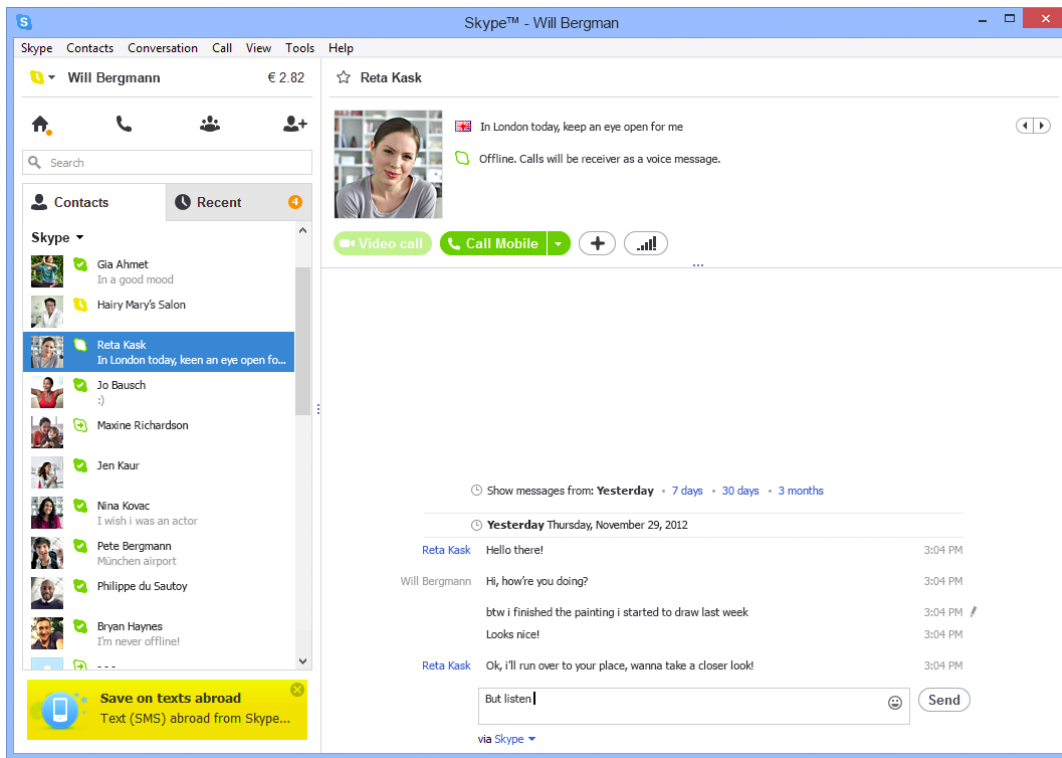 Skype™ - Will Bergman
Skype Contacts Conversation Call View Tools Help
Will Bergmann € 2.82
Search
Contacts Recent 4
Skype
Gia Ahmet
In a good mood
Hairy Mary's Salon
Reta Kask
In London today, keen an eye open fo...
Jo Bausch
:)
Maxine Richardson
Jen Kaur
Nina Kovac
I wish i was an actor
Pete Bergmann
München airport
Philippe du Sautoy
Bryan Haynes
I'm never offline!
Save on texts abroad
Text (SMS) abroad from Skype...
Reta Kask
In London today, keep an eye open for me
Offline. Calls will be receiver as a voice message.
Video call Call Mobile
Show messages from: Yesterday • 7 days • 30 days • 3 months
Yesterday Thursday, November 29, 2012
Reta Kask Hello there! 3:04 PM
Will Bergmann Hi, how're you doing? 3:04 PM
btw i finished the painting i started to draw last week 3:04 PM
Looks nice! 3:04 PM
Reta Kask Ok, i'll run over to your place, wanna take a closer look! 3:04 PM
But listen Send
via Skype